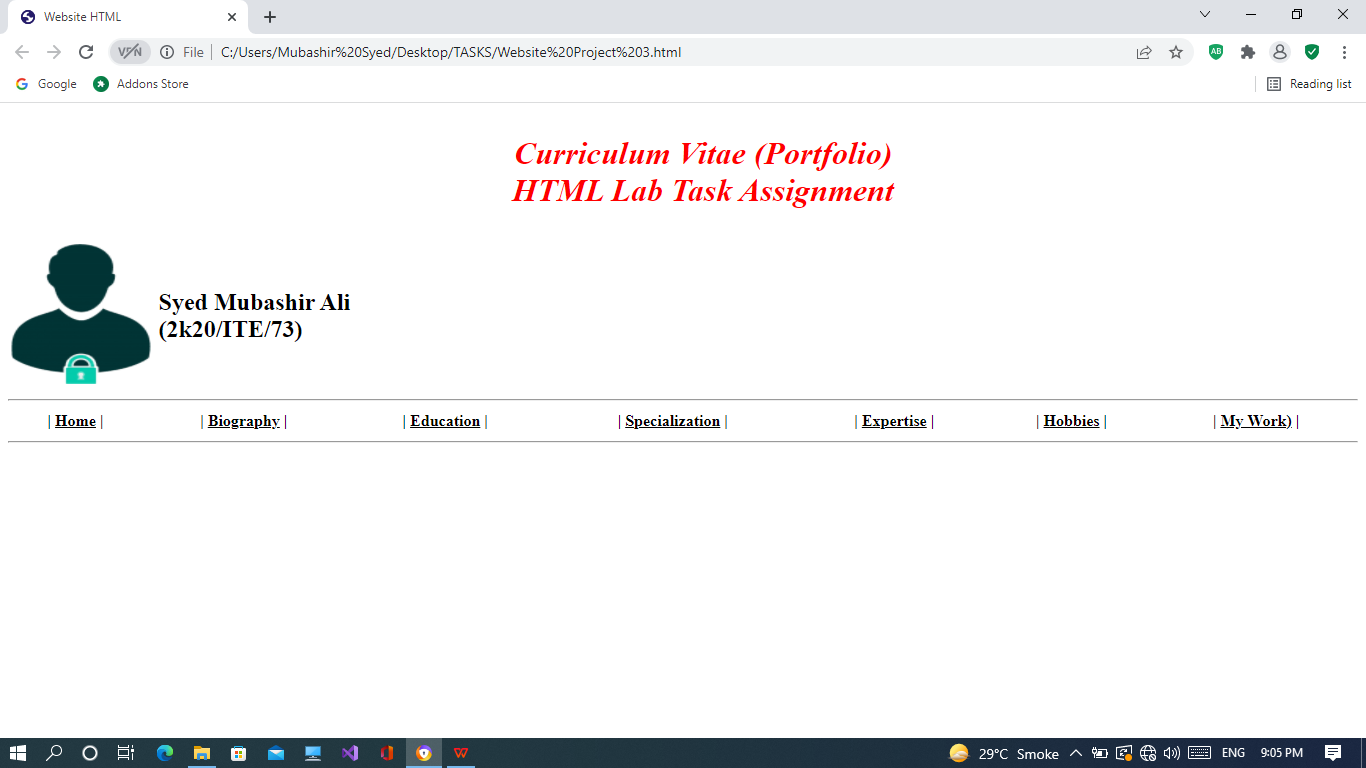 Website HTML
VPN File C:/Users/Mubashir%20Syed/Desktop/TASKS/Website%20Project%203.html AB
Google Addons Store Reading list
Curriculum Vitae (Portfolio)
HTML Lab Task Assignment
Syed Mubashir Ali
(2k20/ITE/73)
| Home | | Biography | | Education | | Specialization | | Expertise | | Hobbies | | My Work) |
29°C Smoke ENG 9:05 PM